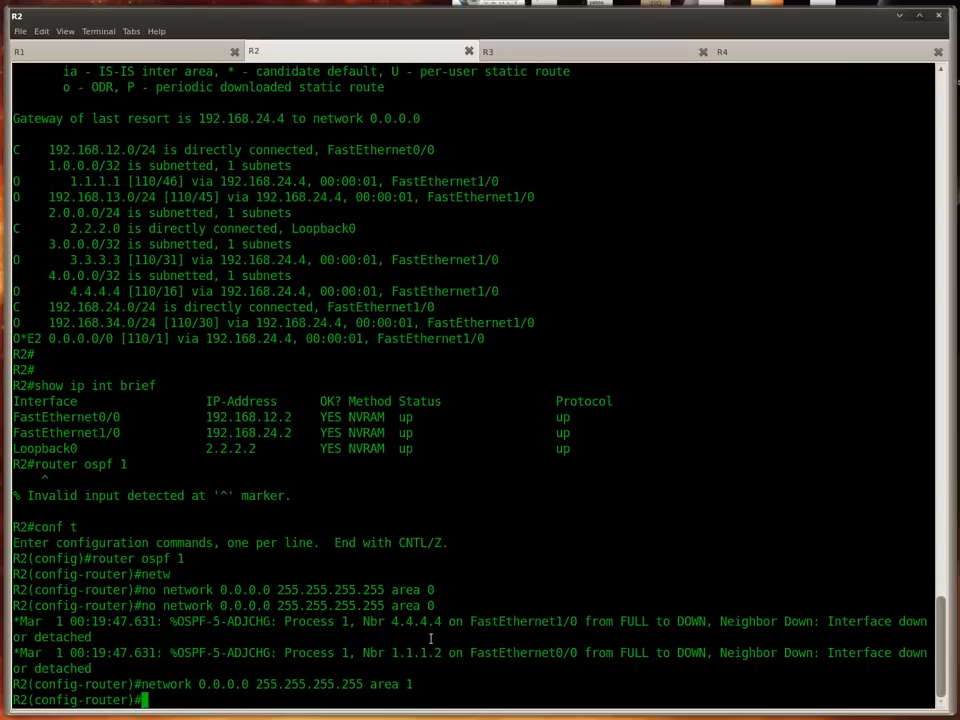 R2
File Edit View Terminal Tabs Help
R1 R2 R3 R4
ia - IS-IS inter area, * - candidate default, U - per-user static route
o - ODR, P - periodic downloaded static route
Gateway of last resort is 192.168.24.4 to network 0.0.0.0
C    192.168.12.0/24 is directly connected, FastEthernet0/0
1.0.0.0/32 is subnetted, 1 subnets
O       1.1.1.1 [110/46] via 192.168.24.4, 00:00:01, FastEthernet1/0
O    192.168.13.0/24 [110/45] via 192.168.24.4, 00:00:01, FastEthernet1/0
2.0.0.0/24 is subnetted, 1 subnets
C       2.2.2.0 is directly connected, Loopback0
3.0.0.0/32 is subnetted, 1 subnets
O       3.3.3.3 [110/31] via 192.168.24.4, 00:00:01, FastEthernet1/0
4.0.0.0/32 is subnetted, 1 subnets
O       4.4.4.4 [110/16] via 192.168.24.4, 00:00:01, FastEthernet1/0
C    192.168.24.0/24 is directly connected, FastEthernet1/0
O    192.168.34.0/24 [110/30] via 192.168.24.4, 00:00:01, FastEthernet1/0
O*E2 0.0.0.0/0 [110/1] via 192.168.24.4, 00:00:01, FastEthernet1/0
R2#
R2#
R2#show ip int brief
Interface                  IP-Address      OK? Method Status                Protocol
FastEthernet0/0            192.168.12.2    YES NVRAM  up                    up
FastEthernet1/0            192.168.24.2    YES NVRAM  up                    up
Loopback0                  2.2.2.2         YES NVRAM  up                    up
R2#router ospf 1
^
% Invalid input detected at '^' marker.
R2#conf t
Enter configuration commands, one per line.  End with CNTL/Z.
R2(config)#router ospf 1
R2(config-router)#netw
R2(config-router)#no network 0.0.0.0 255.255.255.255 area 0
R2(config-router)#no network 0.0.0.0 255.255.255.255 area 0
*Mar  1 00:19:47.631: %OSPF-5-ADJCHG: Process 1, Nbr 4.4.4.4 on FastEthernet1/0 from FULL to DOWN, Neighbor Down: Interface down
or detached
*Mar  1 00:19:47.631: %OSPF-5-ADJCHG: Process 1, Nbr 1.1.1.2 on FastEthernet0/0 from FULL to DOWN, Neighbor Down: Interface down
or detached
R2(config-router)#network 0.0.0.0 255.255.255.255 area 1
R2(config-router)#